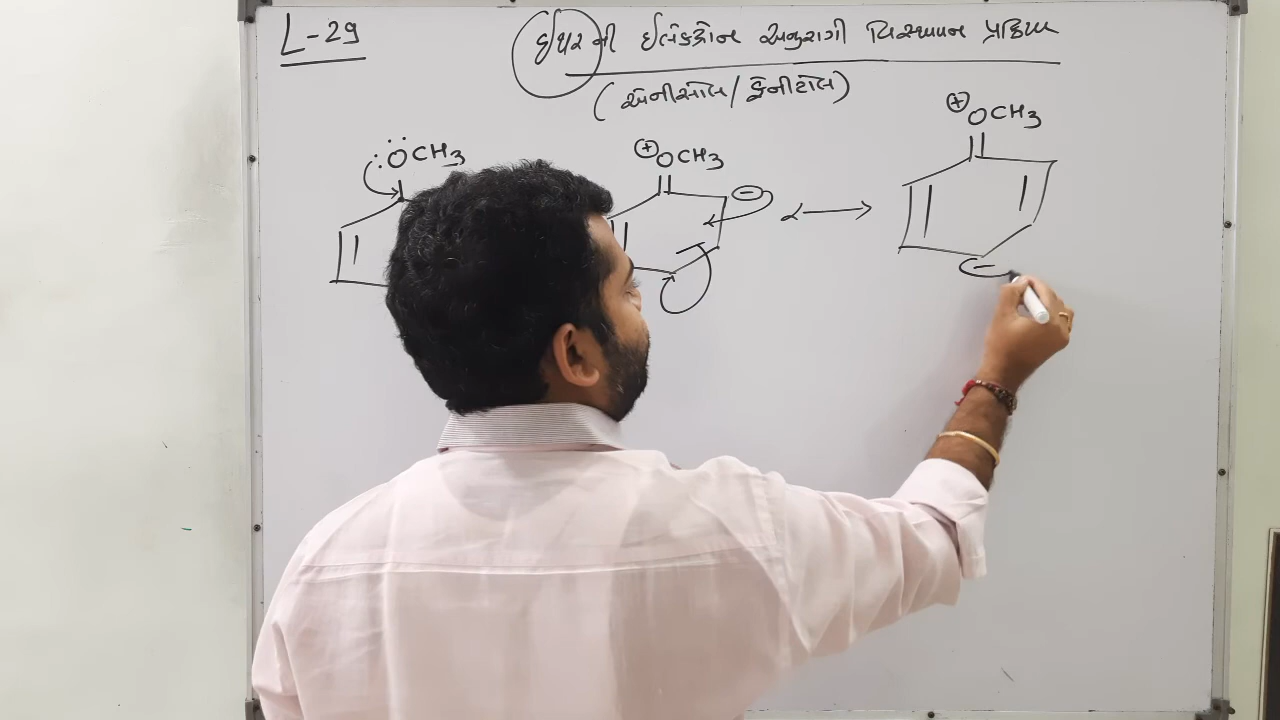 L-29
ઈથરની ઈલેક્ટ્રોન અનુરાગી વિસ્થાપન પ્રક્રિયા
(એનીસોલ/ફેનીટોલ)
⊕
OCH3
:ÖCH3
⊕
OCH3
⊖
⊖